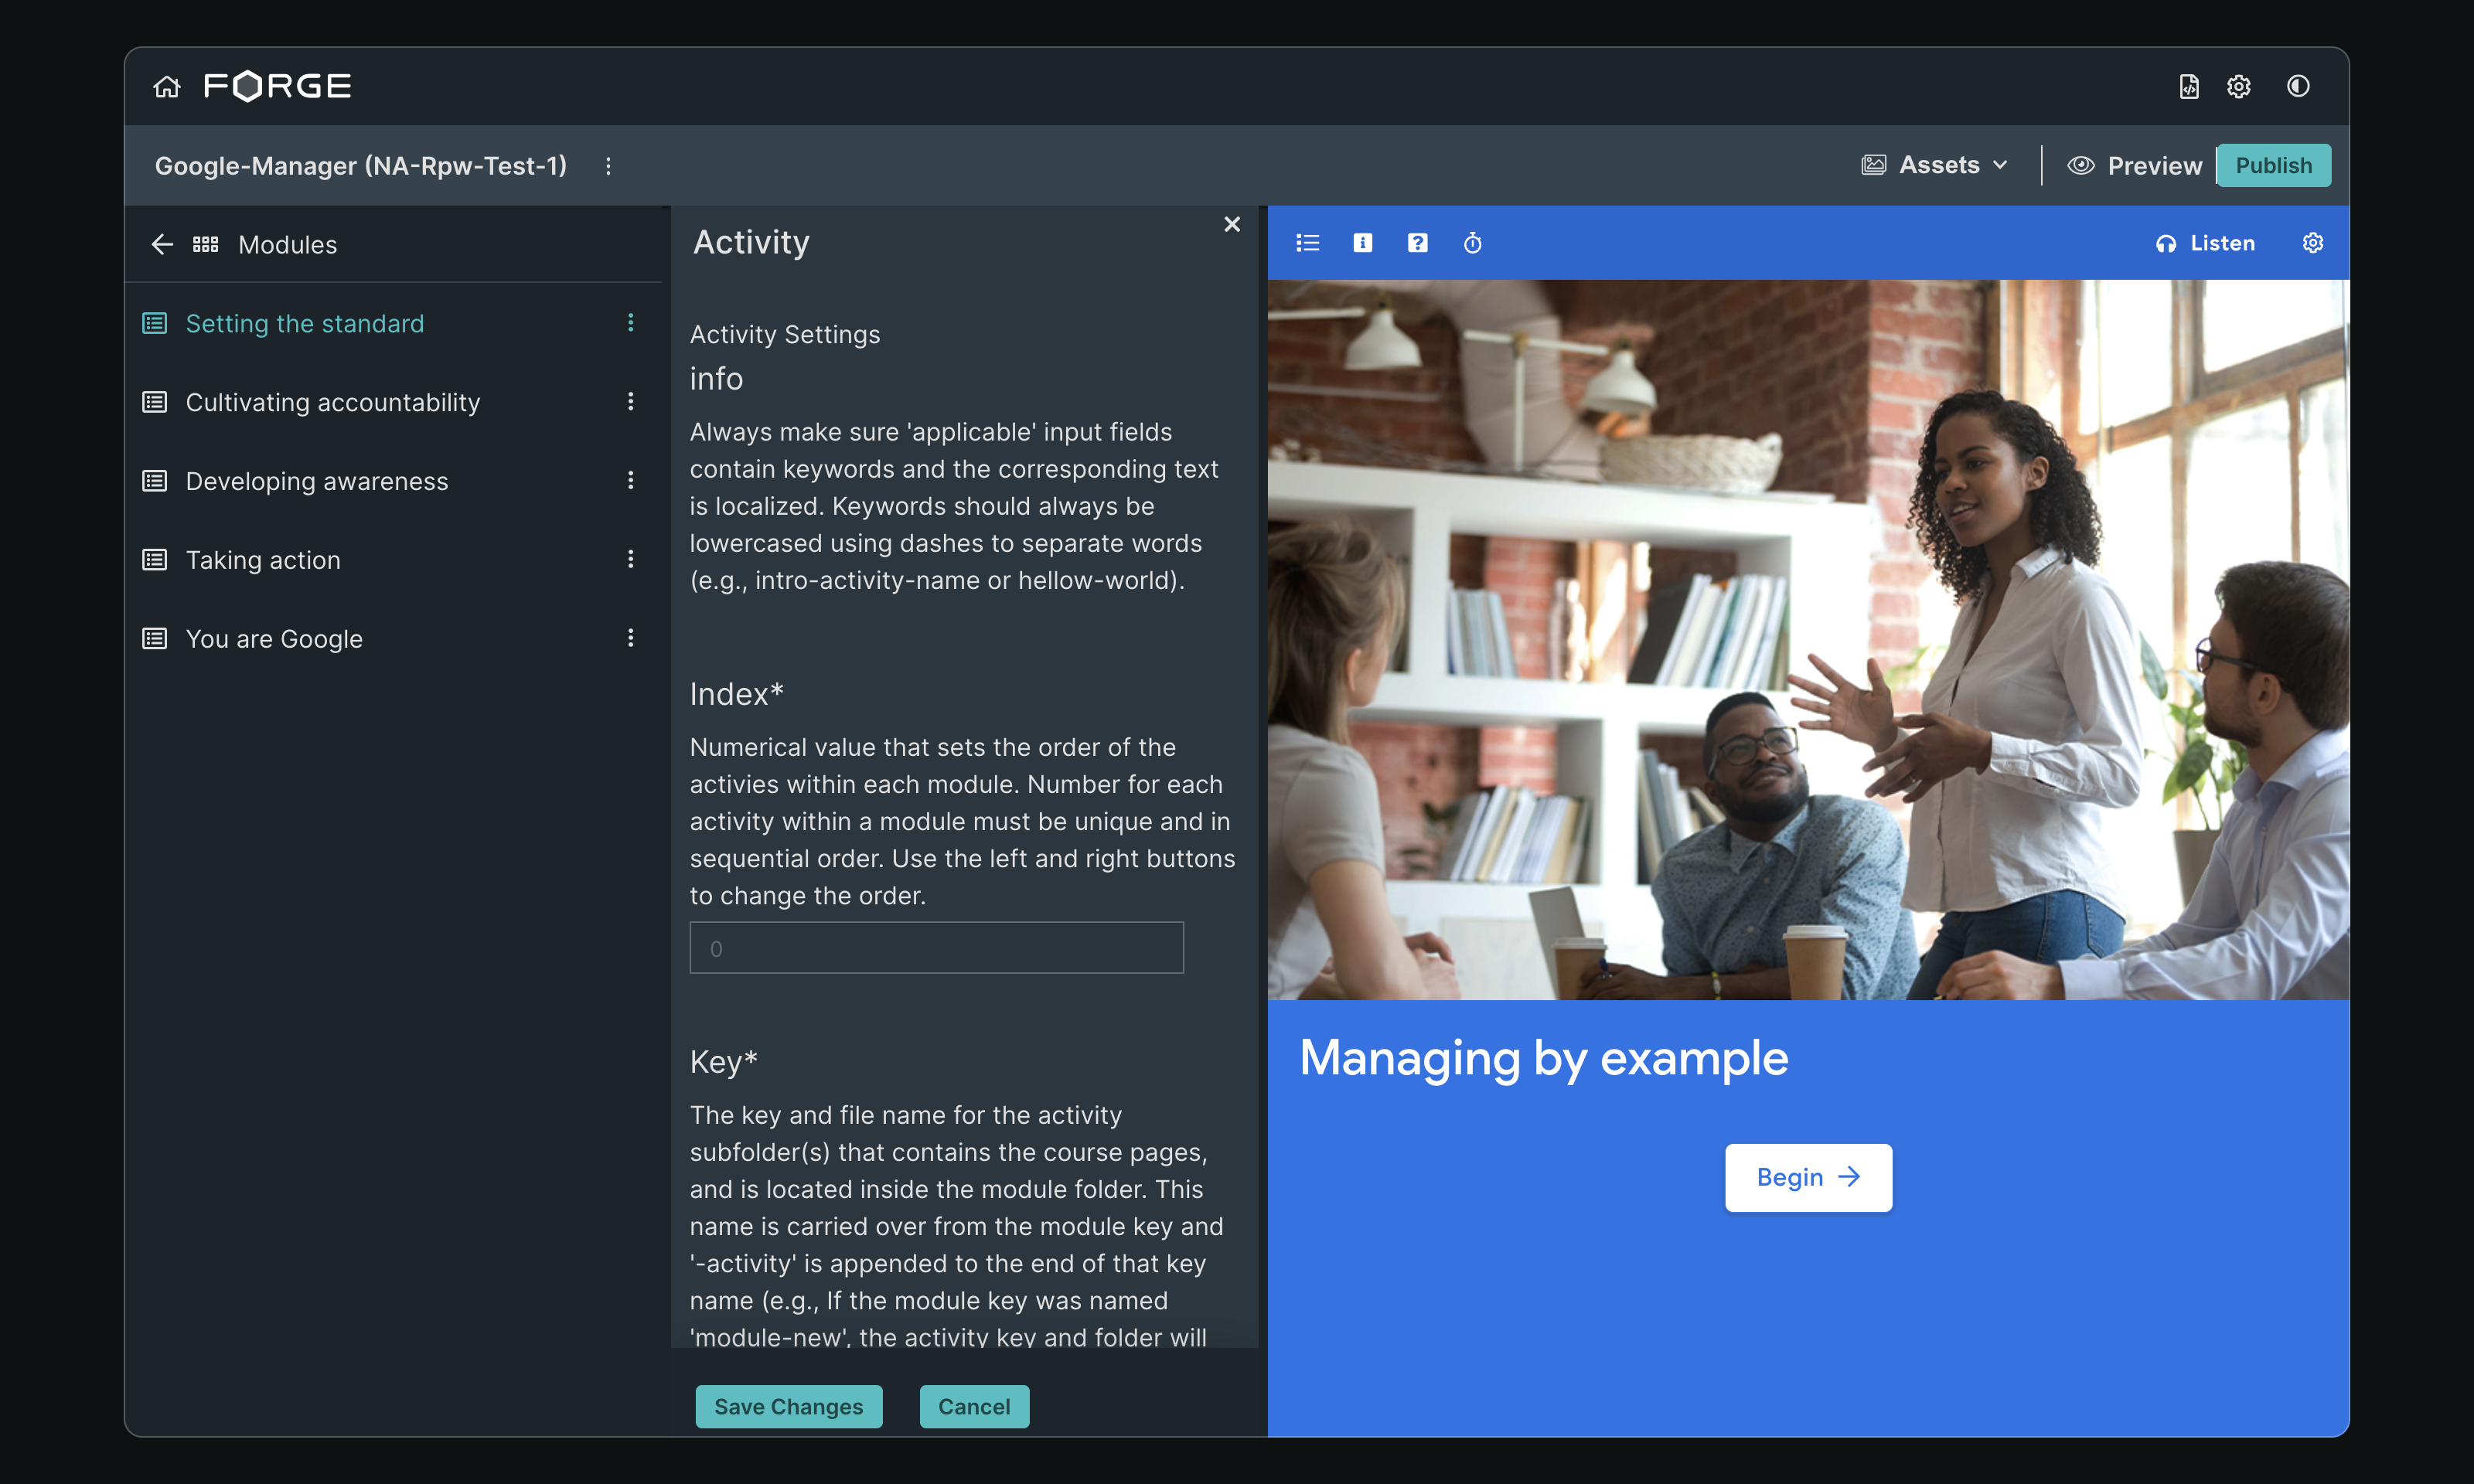 FORGE
Google-Manager (NA-Rpw-Test-1)
Assets
Preview
Publish
Modules
Setting the standard
Cultivating accountability
Developing awareness
Taking action
You are Google
Activity
Activity Settings
info
Always make sure 'applicable' input fields
contain keywords and the corresponding text
is localized. Keywords should always be
lowercased using dashes to separate words
(e.g., intro-activity-name or hellow-world).
Index*
Numerical value that sets the order of the
activies within each module. Number for each
activity within a module must be unique and in
sequential order. Use the left and right buttons
to change the order.
0
Key*
The key and file name for the activity
subfolder(s) that contains the course pages,
and is located inside the module folder. This
name is carried over from the module key and
'-activity' is appended to the end of that key
name (e.g., If the module key was named
'module-new', the activity key and folder will
Save Changes
Cancel
Listen
Managing by example
Begin